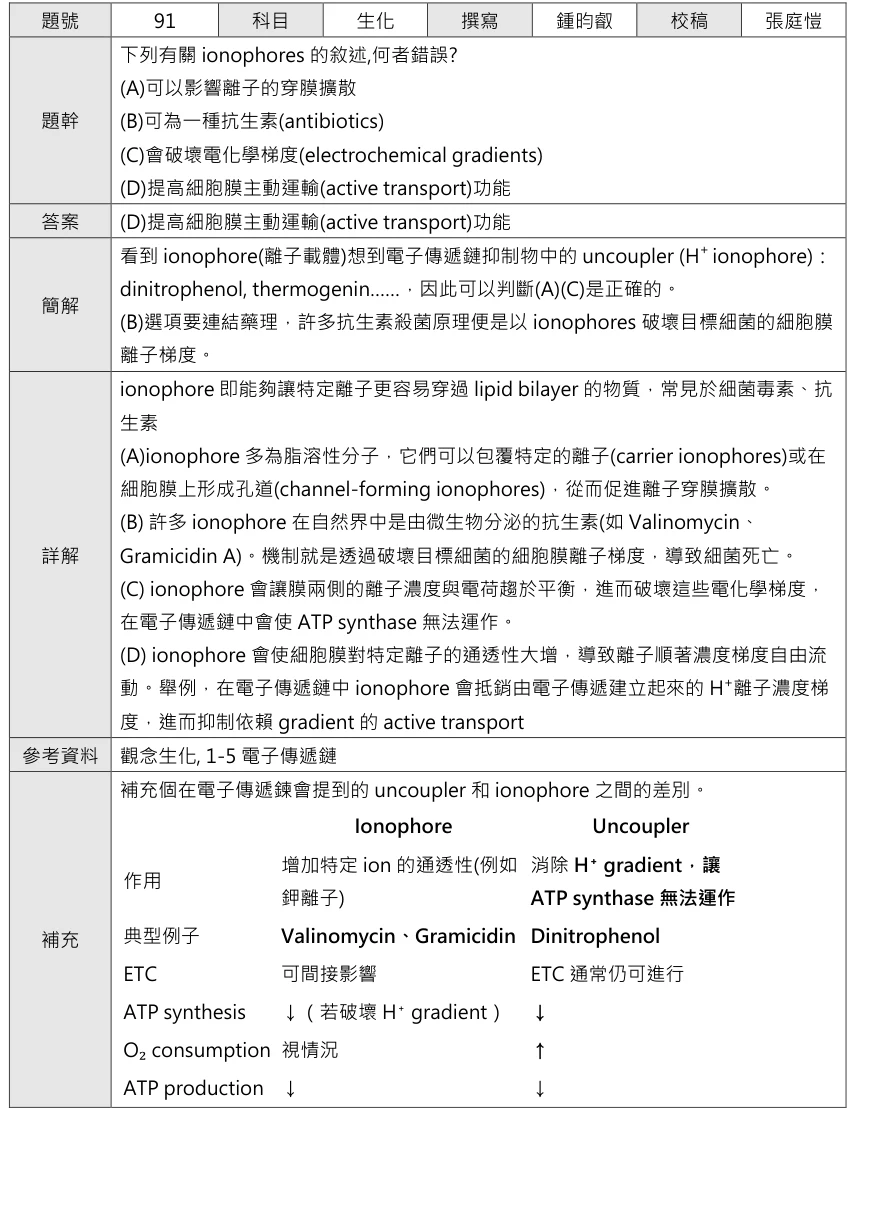 題號 91 科目 生化 撰寫 鍾昀叡 校稿 張庭愷
題幹
下列有關 ionophores 的敘述,何者錯誤?
(A)可以影響離子的穿膜擴散
(B)可為一種抗生素(antibiotics)
(C)會破壞電化學梯度(electrochemical gradients)
(D)提高細胞膜主動運輸(active transport)功能
答案 (D)提高細胞膜主動運輸(active transport)功能
簡解
看到 ionophore(離子載體)想到電子傳遞鏈抑制物中的 uncoupler (H⁺ ionophore)：
dinitrophenol, thermogenin……，因此可以判斷(A)(C)是正確的。
(B)選項要連結藥理，許多抗生素殺菌原理便是以 ionophores 破壞目標細菌的細胞膜
離子梯度。
詳解
ionophore 即能夠讓特定離子更容易穿過 lipid bilayer 的物質，常見於細菌毒素、抗
生素
(A)ionophore 多為脂溶性分子，它們可以包覆特定的離子(carrier ionophores)或在
細胞膜上形成孔道(channel-forming ionophores)，從而促進離子穿膜擴散。
(B) 許多 ionophore 在自然界中是由微生物分泌的抗生素(如 Valinomycin、
Gramicidin A)。機制就是透過破壞目標細菌的細胞膜離子梯度，導致細菌死亡。
(C) ionophore 會讓膜兩側的離子濃度與電荷趨於平衡，進而破壞這些電化學梯度，
在電子傳遞鏈中會使 ATP synthase 無法運作。
(D) ionophore 會使細胞膜對特定離子的通透性大增，導致離子順著濃度梯度自由流
動。舉例，在電子傳遞鏈中 ionophore 會抵銷由電子傳遞建立起來的 H⁺離子濃度梯
度，進而抑制依賴 gradient 的 active transport
參考資料 觀念生化, 1-5 電子傳遞鏈
補充
補充個在電子傳遞鍊會提到的 uncoupler 和 ionophore 之間的差別。
Ionophore Uncoupler
作用
增加特定 ion 的通透性(例如 消除 H⁺ gradient，讓
鉀離子) ATP synthase 無法運作
典型例子 Valinomycin、Gramicidin Dinitrophenol
ETC 可間接影響 ETC 通常仍可進行
ATP synthesis ↓（若破壞 H⁺ gradient） ↓
O₂ consumption 視情況 ↑
ATP production ↓ ↓